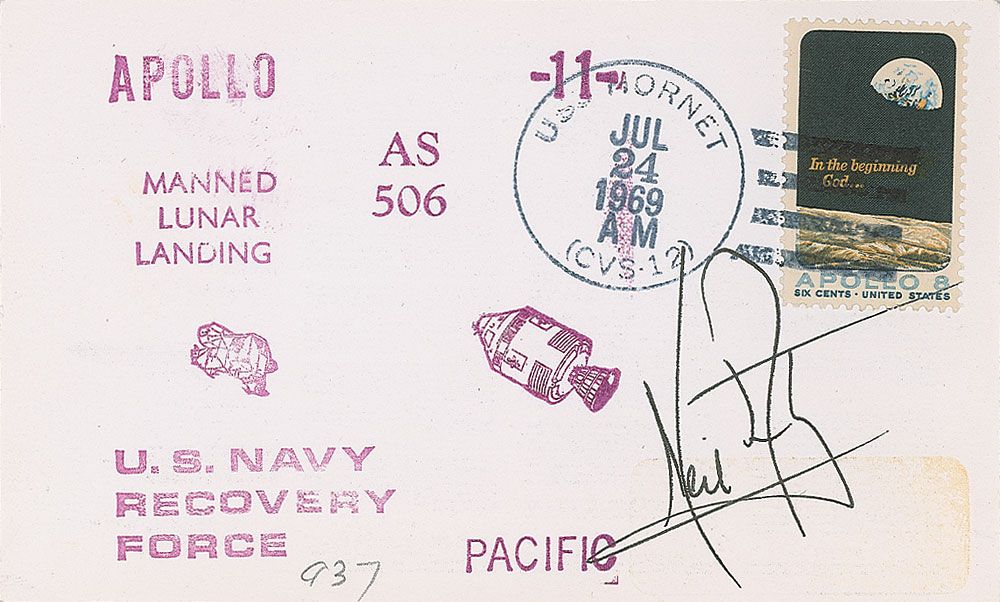 APOLLO
-11-
AS
506
MANNED
LUNAR
LANDING
USS HORNET
JUL
24
1969
AM
(CVS-12)
In the beginning
God...
APOLLO 8
SIX CENTS · UNITED STATES
Neil
U. S. NAVY
RECOVERY
FORCE
PACIFIC
937